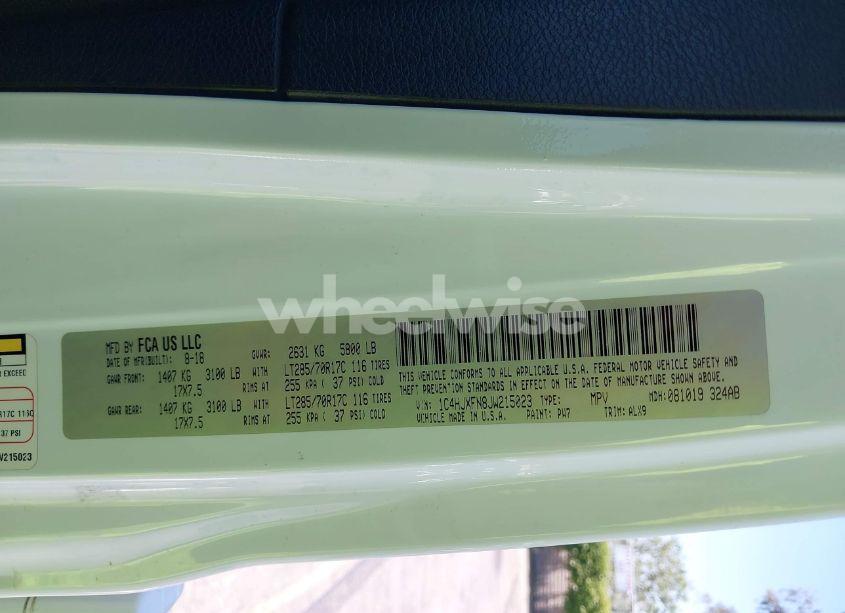 wheelwise
MFD BY FCA US LLC
DATE OF MFR(BUILT): 8-18 GVWR: 2631 KG 5800 LB
GAWR FRONT: 1407 KG 3100 LB WITH LT285/70R17C 116 TIRES
17X7.5 RIMS AT 255 KPA ( 37 PSI) COLD
GAWR REAR: 1407 KG 3100 LB WITH LT285/70R17C 116 TIRES
17X7.5 RIMS AT 255 KPA ( 37 PSI) COLD
THIS VEHICLE CONFORMS TO ALL APPLICABLE U.S.A. FEDERAL MOTOR VEHICLE SAFETY AND
THEFT PREVENTION STANDARDS IN EFFECT ON THE DATE OF MANUFACTURE SHOWN ABOVE.
VIN: 1C4HJXFN8JW215023 TYPE: MPV MDH: 081018 324AB
VEHICLE MADE IN U.S.A. PAINT: PW7 TRIM: ALX9
EXCEED
37 PSI
W215023